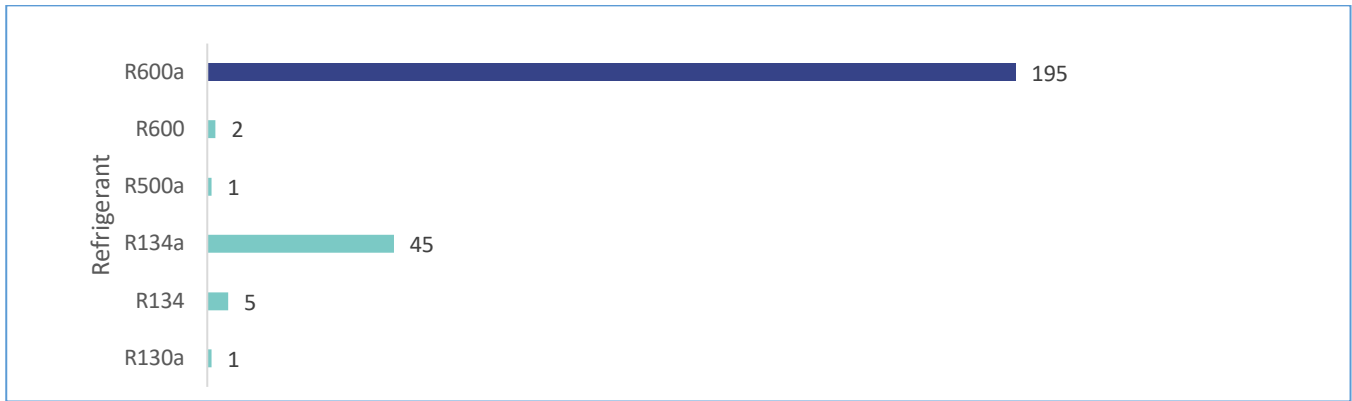 Refrigerant
R600a 195
R600 2
R500a 1
R134a 45
R134 5
R130a 1